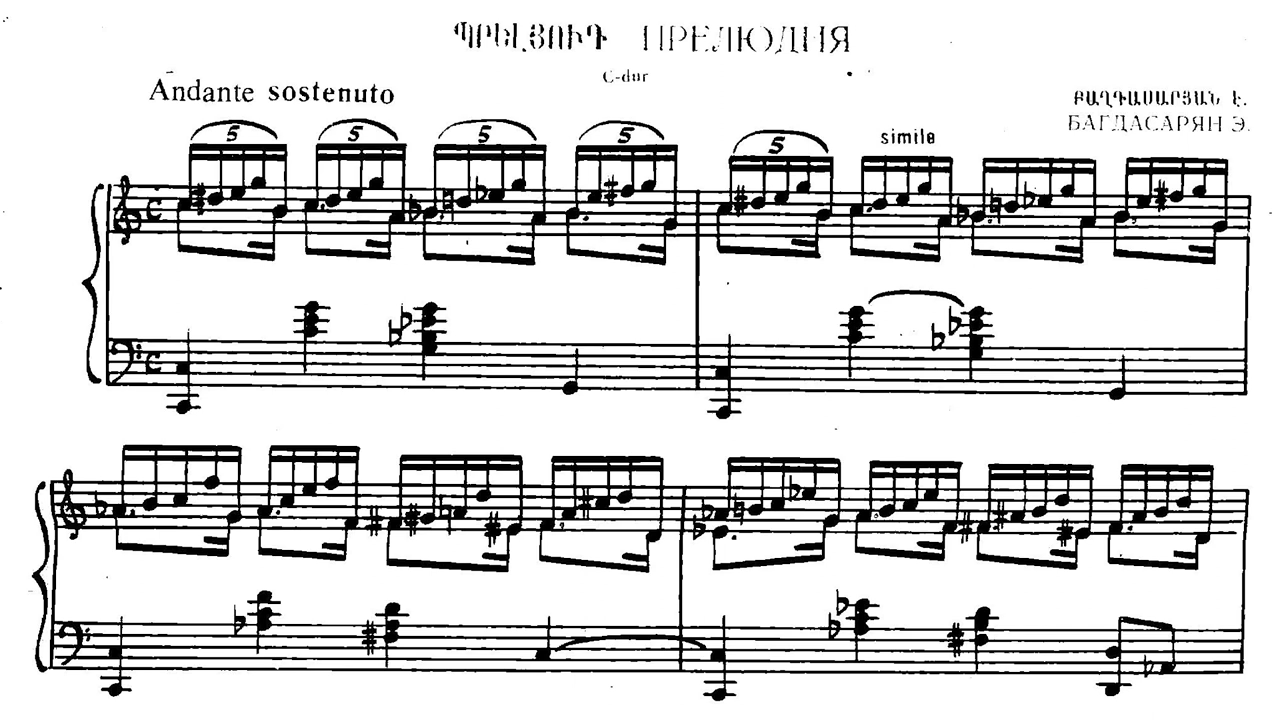 ՊՐԵԼՅՈՒԴ ПРЕЛЮДИЯ
C-dur
Andante sostenuto
ԲԱՂԴԱՍԱՐՅԱՆ Է.
БАГДАСАРЯН Э.
5 5 5 5 5 simile